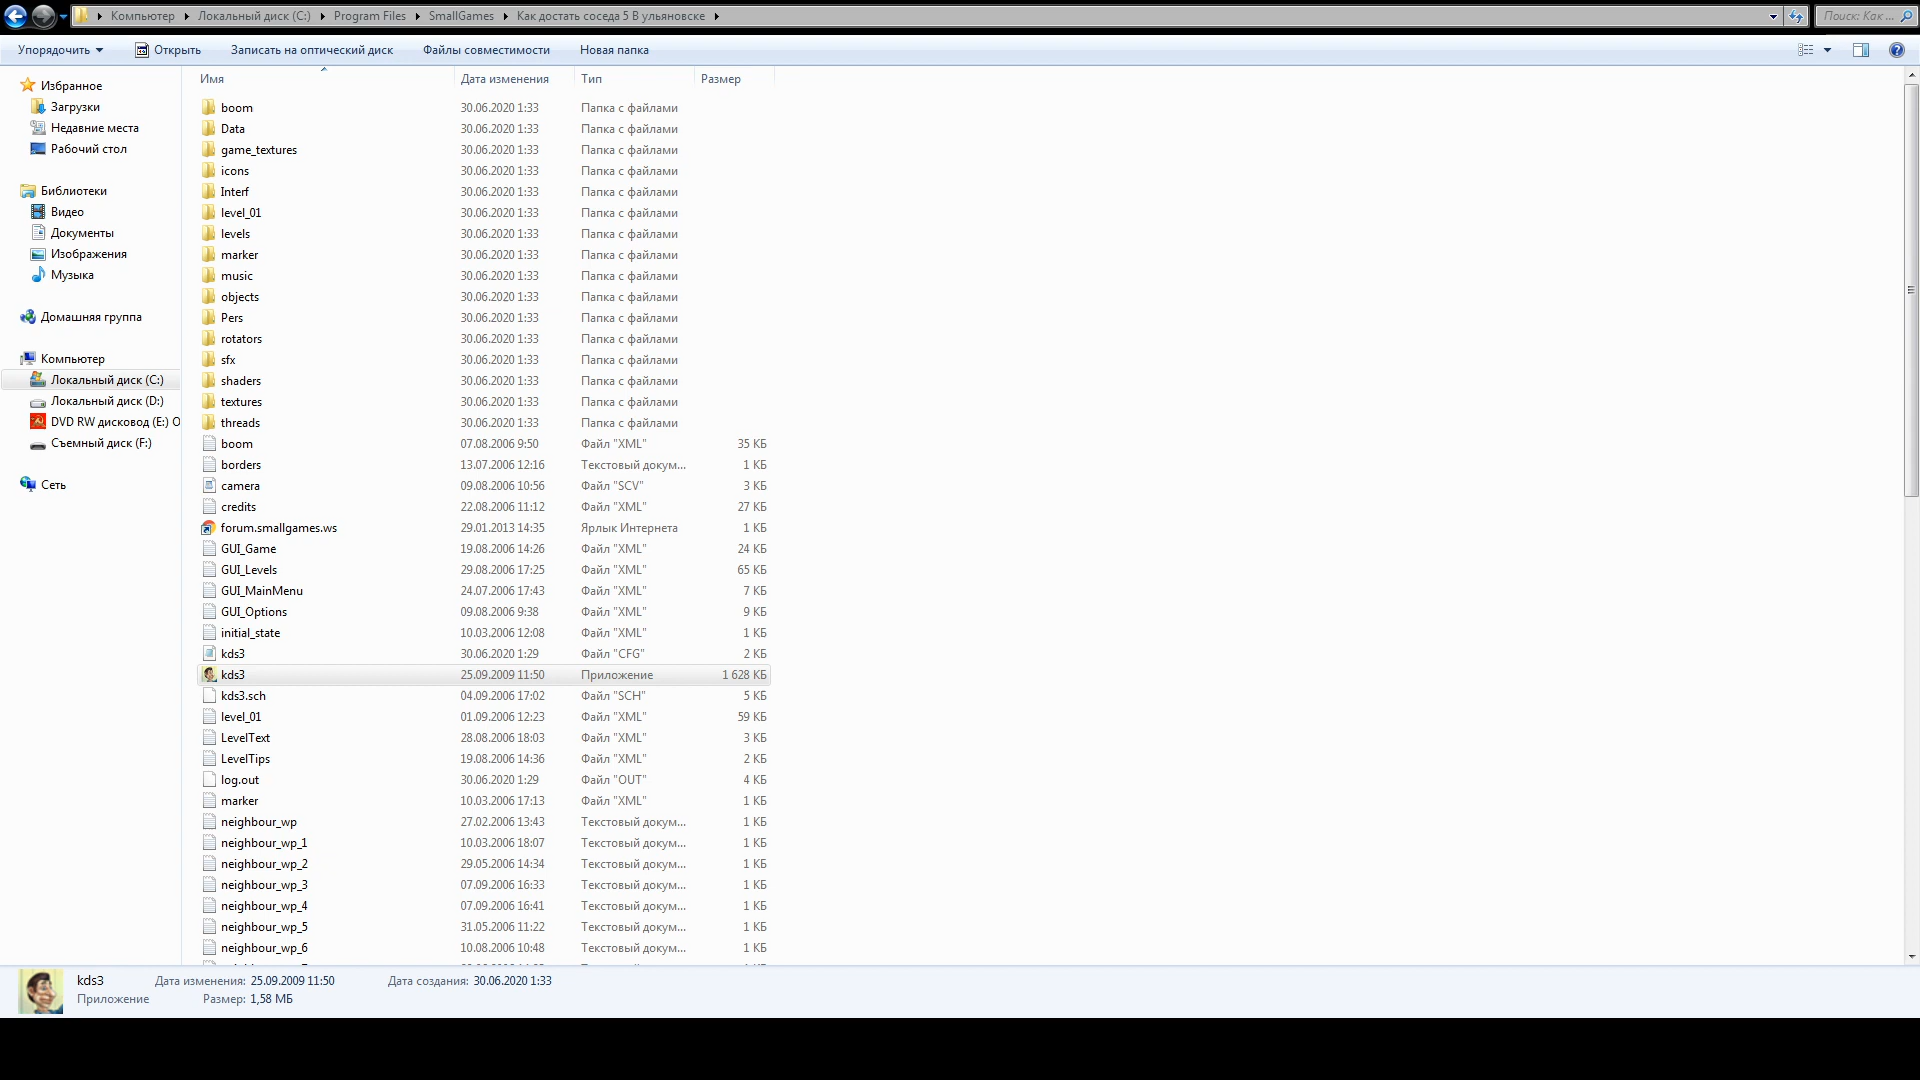 Компьютер Локальный диск (C:) Program Files SmallGames Как достать соседа 5 В ульяновске Поиск: Как ...
Упорядочить Открыть Записать на оптический диск Файлы совместимости Новая папка
Избранное
Загрузки
Недавние места
Рабочий стол
Библиотеки
Видео
Документы
Изображения
Музыка
Домашняя группа
Компьютер
Локальный диск (C:)
Локальный диск (D:)
DVD RW дисковод (E:) O
Съемный диск (F:)
Сеть
Имя Дата изменения Тип Размер
boom 30.06.2020 1:33 Папка с файлами
Data 30.06.2020 1:33 Папка с файлами
game_textures 30.06.2020 1:33 Папка с файлами
icons 30.06.2020 1:33 Папка с файлами
Interf 30.06.2020 1:33 Папка с файлами
level_01 30.06.2020 1:33 Папка с файлами
levels 30.06.2020 1:33 Папка с файлами
marker 30.06.2020 1:33 Папка с файлами
music 30.06.2020 1:33 Папка с файлами
objects 30.06.2020 1:33 Папка с файлами
Pers 30.06.2020 1:33 Папка с файлами
rotators 30.06.2020 1:33 Папка с файлами
sfx 30.06.2020 1:33 Папка с файлами
shaders 30.06.2020 1:33 Папка с файлами
textures 30.06.2020 1:33 Папка с файлами
threads 30.06.2020 1:33 Папка с файлами
boom 07.08.2006 9:50 Файл "XML" 35 КБ
borders 13.07.2006 12:16 Текстовый докум... 1 КБ
camera 09.08.2006 10:56 Файл "SCV" 3 КБ
credits 22.08.2006 11:12 Файл "XML" 27 КБ
forum.smallgames.ws 29.01.2013 14:35 Ярлык Интернета 1 КБ
GUI_Game 19.08.2006 14:26 Файл "XML" 24 КБ
GUI_Levels 29.08.2006 17:25 Файл "XML" 65 КБ
GUI_MainMenu 24.07.2006 17:43 Файл "XML" 7 КБ
GUI_Options 09.08.2006 9:38 Файл "XML" 9 КБ
initial_state 10.03.2006 12:08 Файл "XML" 1 КБ
kds3 30.06.2020 1:29 Файл "CFG" 2 КБ
kds3 25.09.2009 11:50 Приложение 1 628 КБ
kds3.sch 04.09.2006 17:02 Файл "SCH" 5 КБ
level_01 01.09.2006 12:23 Файл "XML" 59 КБ
LevelText 28.08.2006 18:03 Файл "XML" 3 КБ
LevelTips 19.08.2006 14:36 Файл "XML" 2 КБ
log.out 30.06.2020 1:29 Файл "OUT" 4 КБ
marker 10.03.2006 17:13 Файл "XML" 1 КБ
neighbour_wp 27.02.2006 13:43 Текстовый докум... 1 КБ
neighbour_wp_1 10.03.2006 18:07 Текстовый докум... 1 КБ
neighbour_wp_2 29.05.2006 14:34 Текстовый докум... 1 КБ
neighbour_wp_3 07.09.2006 16:33 Текстовый докум... 1 КБ
neighbour_wp_4 07.09.2006 16:41 Текстовый докум... 1 КБ
neighbour_wp_5 31.05.2006 11:22 Текстовый докум... 1 КБ
neighbour_wp_6 10.08.2006 10:48 Текстовый докум... 1 КБ
kds3 Дата изменения: 25.09.2009 11:50 Дата создания: 30.06.2020 1:33
Приложение Размер: 1,58 МБ